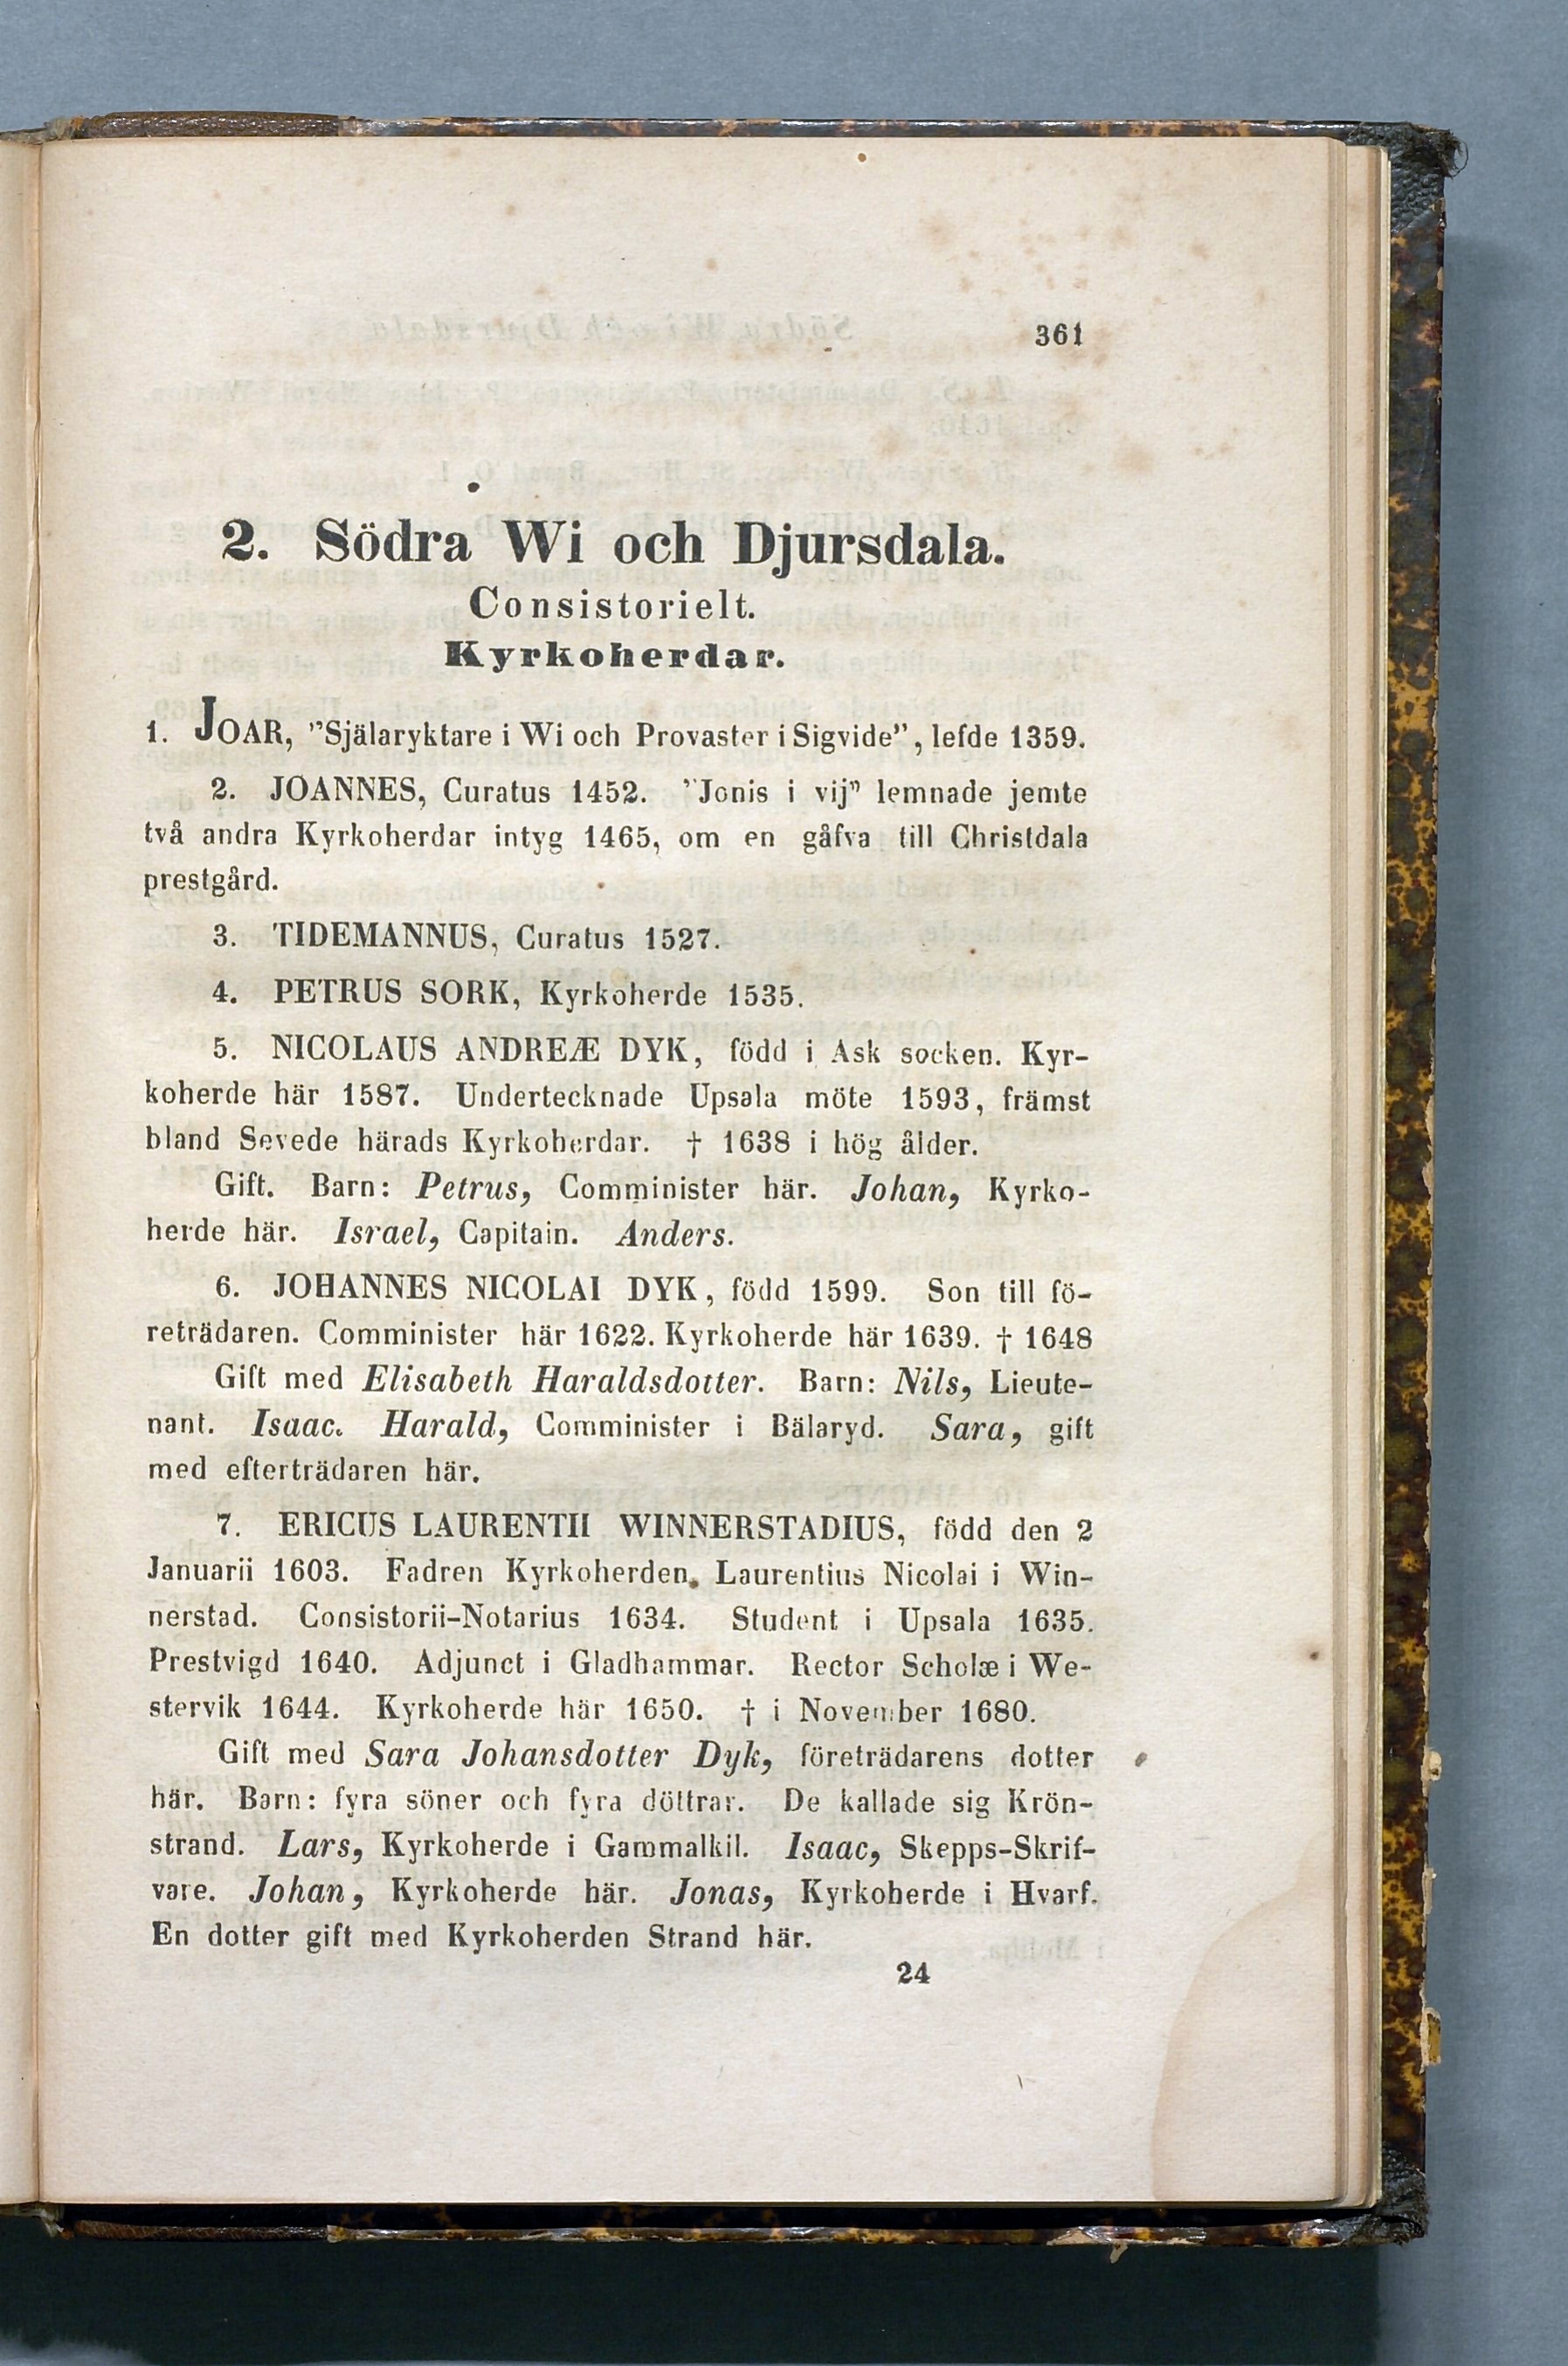 361
2. Södra Wi och Djursdala.
Consistorielt.
Kyrkoherdar.
1. JOAR, "Själaryktare i Wi och Provaster i Sigvide", lefde 1359.
2. JOANNES, Curatus 1452. "Jonis i vij" lemnade jemte
två andra Kyrkoherdar intyg 1465, om en gåfva till Christdala
prestgård.
3. TIDEMANNUS, Curatus 1527.
4. PETRUS SORK, Kyrkoherde 1535.
5. NICOLAUS ANDREÆ DYK, född i Ask socken. Kyr-
koherde här 1587. Undertecknade Upsala möte 1593, främst
bland Sevede härads Kyrkoherdar. † 1638 i hög ålder.
Gift. Barn: Petrus, Comminister här. Johan, Kyrko-
herde här. Israel, Capitain. Anders.
6. JOHANNES NICOLAI DYK, född 1599. Son till fö-
reträdaren. Comminister här 1622. Kyrkoherde här 1639. † 1648
Gift med Elisabeth Haraldsdotter. Barn: Nils, Lieute-
nant. Isaac. Harald, Comminister i Bälaryd. Sara, gift
med efterträdaren här.
7. ERICUS LAURENTII WINNERSTADIUS, född den 2
Januarii 1603. Fadren Kyrkoherden. Laurentius Nicolai i Win-
nerstad. Consistorii-Notarius 1634. Student i Upsala 1635.
Prestvigd 1640. Adjunct i Gladhammar. Rector Scholæ i We-
stervik 1644. Kyrkoherde här 1650. † i November 1680.
Gift med Sara Johansdotter Dyk, företrädarens dotter
här. Barn: fyra söner och fyra döttrar. De kallade sig Krön-
strand. Lars, Kyrkoherde i Gammalkil. Isaac, Skepps-Skrif-
vare. Johan, Kyrkoherde här. Jonas, Kyrkoherde i Hvarf.
En dotter gift med Kyrkoherden Strand här.
24